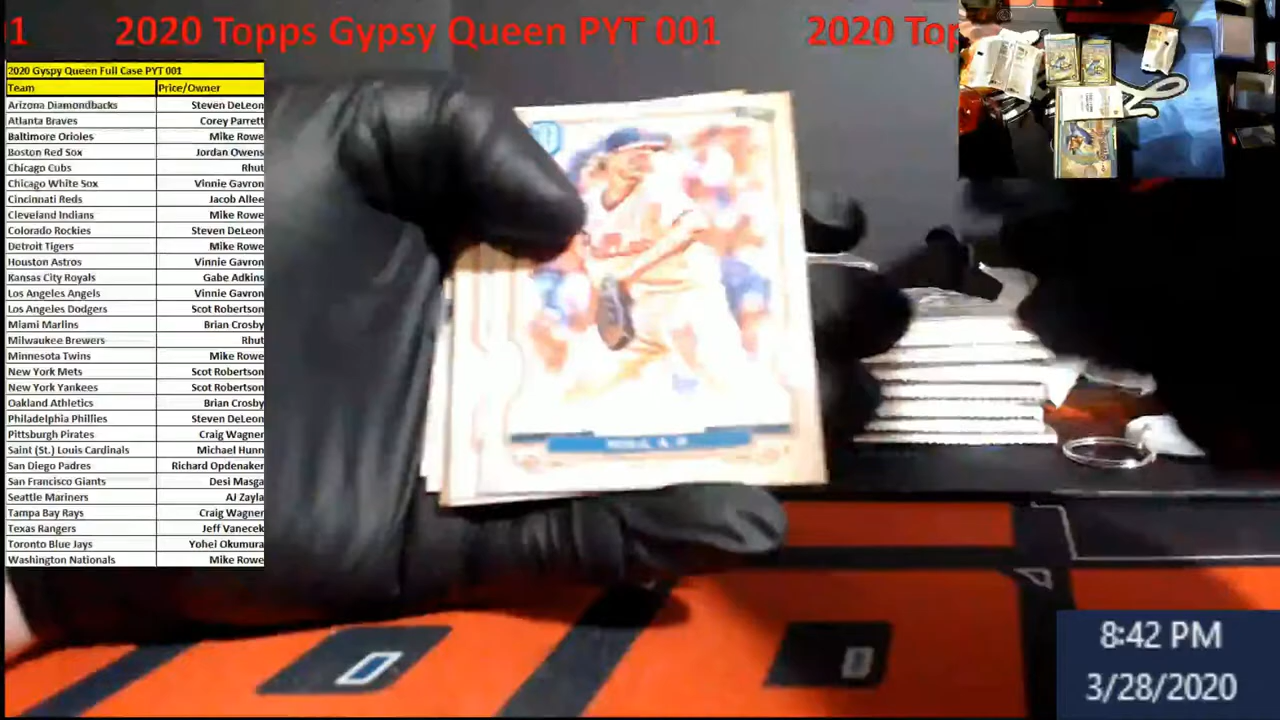 01 2020 Topps Gypsy Queen PYT 001 2020 Top
2020 Gyspy Queen Full Case PYT 001
Team Price/Owner
Arizona Diamondbacks Steven DeLeon
Atlanta Braves Corey Parrett
Baltimore Orioles Mike Rowe
Boston Red Sox Jordan Owens
Chicago Cubs Rhut
Chicago White Sox Vinnie Gavron
Cincinnati Reds Jacob Allee
Cleveland Indians Mike Rowe
Colorado Rockies Steven DeLeon
Detroit Tigers Mike Rowe
Houston Astros Vinnie Gavron
Kansas City Royals Gabe Adkins
Los Angeles Angels Vinnie Gavron
Los Angeles Dodgers Scot Robertson
Miami Marlins Brian Crosby
Milwaukee Brewers Rhut
Minnesota Twins Mike Rowe
New York Mets Scot Robertson
New York Yankees Scot Robertson
Oakland Athletics Brian Crosby
Philadelphia Phillies Steven DeLeon
Pittsburgh Pirates Craig Wagner
Saint (St.) Louis Cardinals Michael Hunn
San Diego Padres Richard Opdenaker
San Francisco Giants Desi Masga
Seattle Mariners AJ Zayla
Tampa Bay Rays Craig Wagner
Texas Rangers Jeff Vanecek
Toronto Blue Jays Yohei Okumura
Washington Nationals Mike Rowe
8:42 PM
3/28/2020